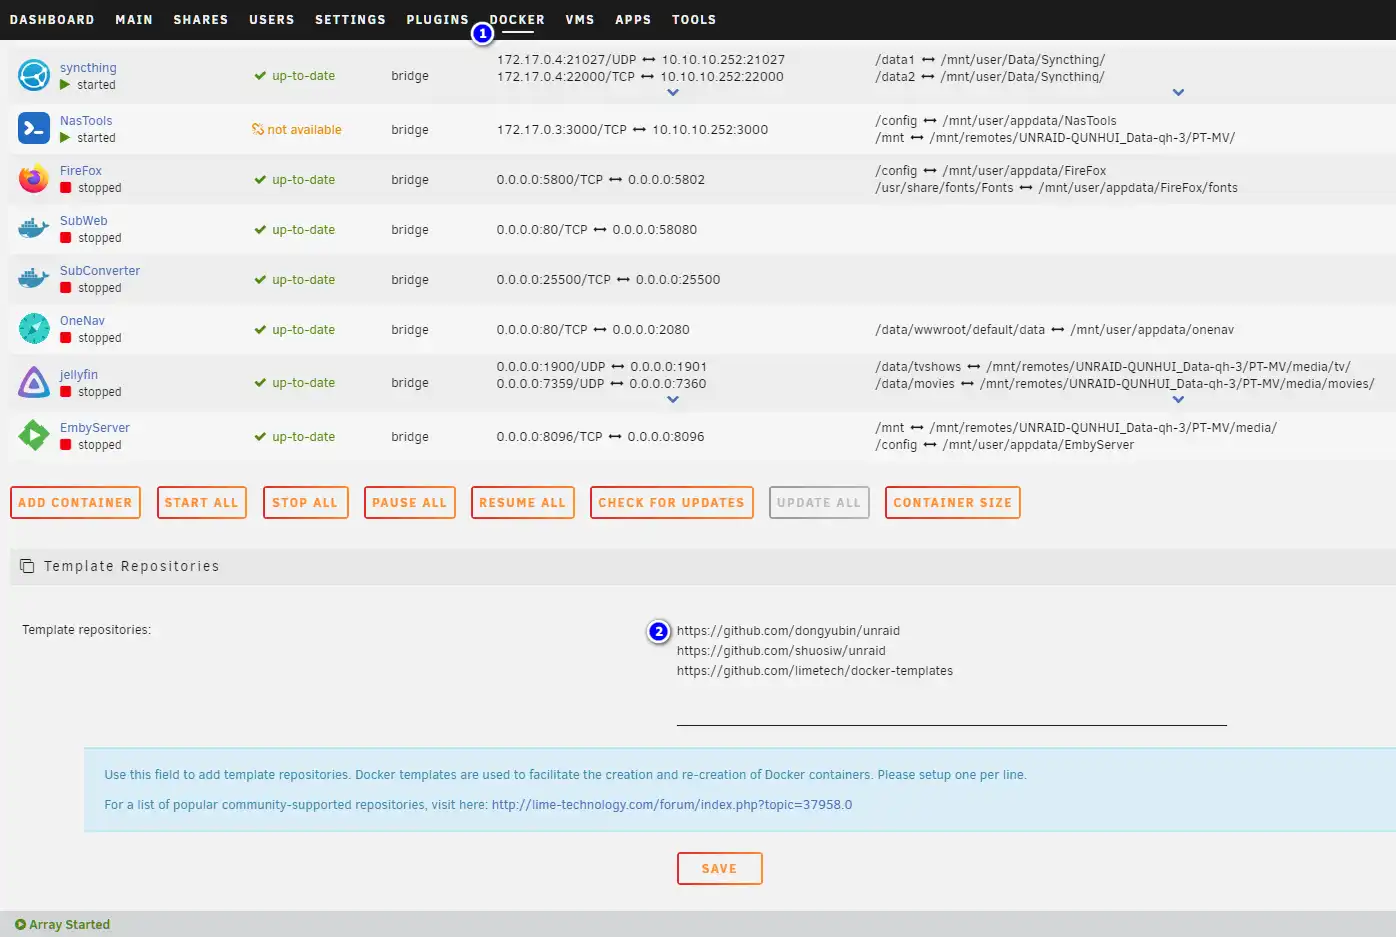 DASHBOARD MAIN SHARES USERS SETTINGS PLUGINS DOCKER VMS APPS TOOLS
1
syncthing
started
up-to-date
bridge
172.17.0.4:21027/UDP ↔ 10.10.10.252:21027
172.17.0.4:22000/TCP ↔ 10.10.10.252:22000
/data1 ↔ /mnt/user/Data/Syncthing/
/data2 ↔ /mnt/user/Data/Syncthing/
NasTools
started
not available
bridge
172.17.0.3:3000/TCP ↔ 10.10.10.252:3000
/config ↔ /mnt/user/appdata/NasTools
/mnt ↔ /mnt/remotes/UNRAID-QUNHUI_Data-qh-3/PT-MV/
FireFox
stopped
up-to-date
bridge
0.0.0.0:5800/TCP ↔ 0.0.0.0:5802
/config ↔ /mnt/user/appdata/FireFox
/usr/share/fonts/Fonts ↔ /mnt/user/appdata/FireFox/fonts
SubWeb
stopped
up-to-date
bridge
0.0.0.0:80/TCP ↔ 0.0.0.0:58080
SubConverter
stopped
up-to-date
bridge
0.0.0.0:25500/TCP ↔ 0.0.0.0:25500
OneNav
stopped
up-to-date
bridge
0.0.0.0:80/TCP ↔ 0.0.0.0:2080
/data/wwwroot/default/data ↔ /mnt/user/appdata/onenav
jellyfin
stopped
up-to-date
bridge
0.0.0.0:1900/UDP ↔ 0.0.0.0:1901
0.0.0.0:7359/UDP ↔ 0.0.0.0:7360
/data/tvshows ↔ /mnt/remotes/UNRAID-QUNHUI_Data-qh-3/PT-MV/media/tv/
/data/movies ↔ /mnt/remotes/UNRAID-QUNHUI_Data-qh-3/PT-MV/media/movies/
EmbyServer
stopped
up-to-date
bridge
0.0.0.0:8096/TCP ↔ 0.0.0.0:8096
/mnt ↔ /mnt/remotes/UNRAID-QUNHUI_Data-qh-3/PT-MV/media/
/config ↔ /mnt/user/appdata/EmbyServer
ADD CONTAINER START ALL STOP ALL PAUSE ALL RESUME ALL CHECK FOR UPDATES UPDATE ALL CONTAINER SIZE
Template Repositories
Template repositories:
2
https://github.com/dongyubin/unraid
https://github.com/shuosiw/unraid
https://github.com/limetech/docker-templates
Use this field to add template repositories. Docker templates are used to facilitate the creation and re-creation of Docker containers. Please setup one per line.
For a list of popular community-supported repositories, visit here: http://lime-technology.com/forum/index.php?topic=37958.0
SAVE
Array Started